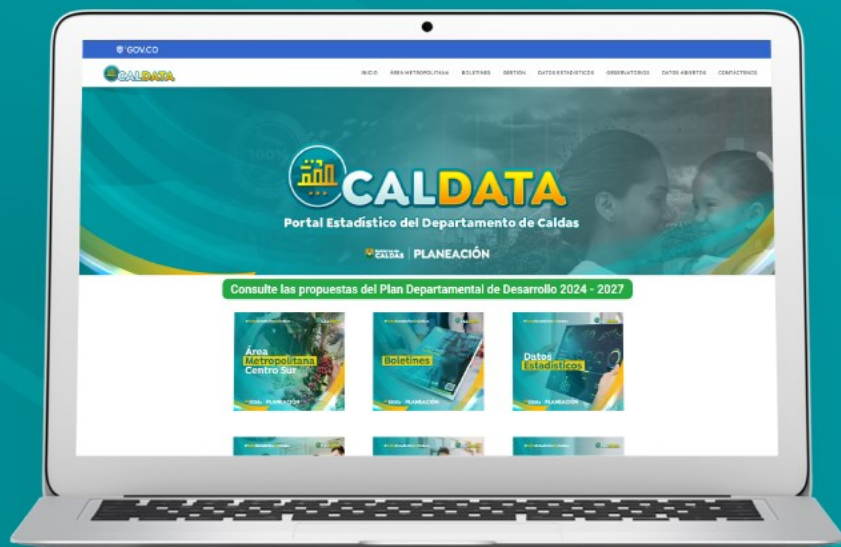 GOV.CO
CALDATA
INICIO ÁREA METROPOLITANA BOLETINES GESTIÓN DATOS ESTADÍSTICOS OBSERVATORIOS DATOS ABIERTOS CONTÁCTENOS
CALDATA
Portal Estadístico del Departamento de Caldas
CALDAS PLANEACIÓN
Consulte las propuestas del Plan Departamental de Desarrollo 2024 - 2027
Área
Metropolitana
Centro Sur
PLANEACIÓN
Boletines
PLANEACIÓN
Datos
Estadísticos
PLANEACIÓN